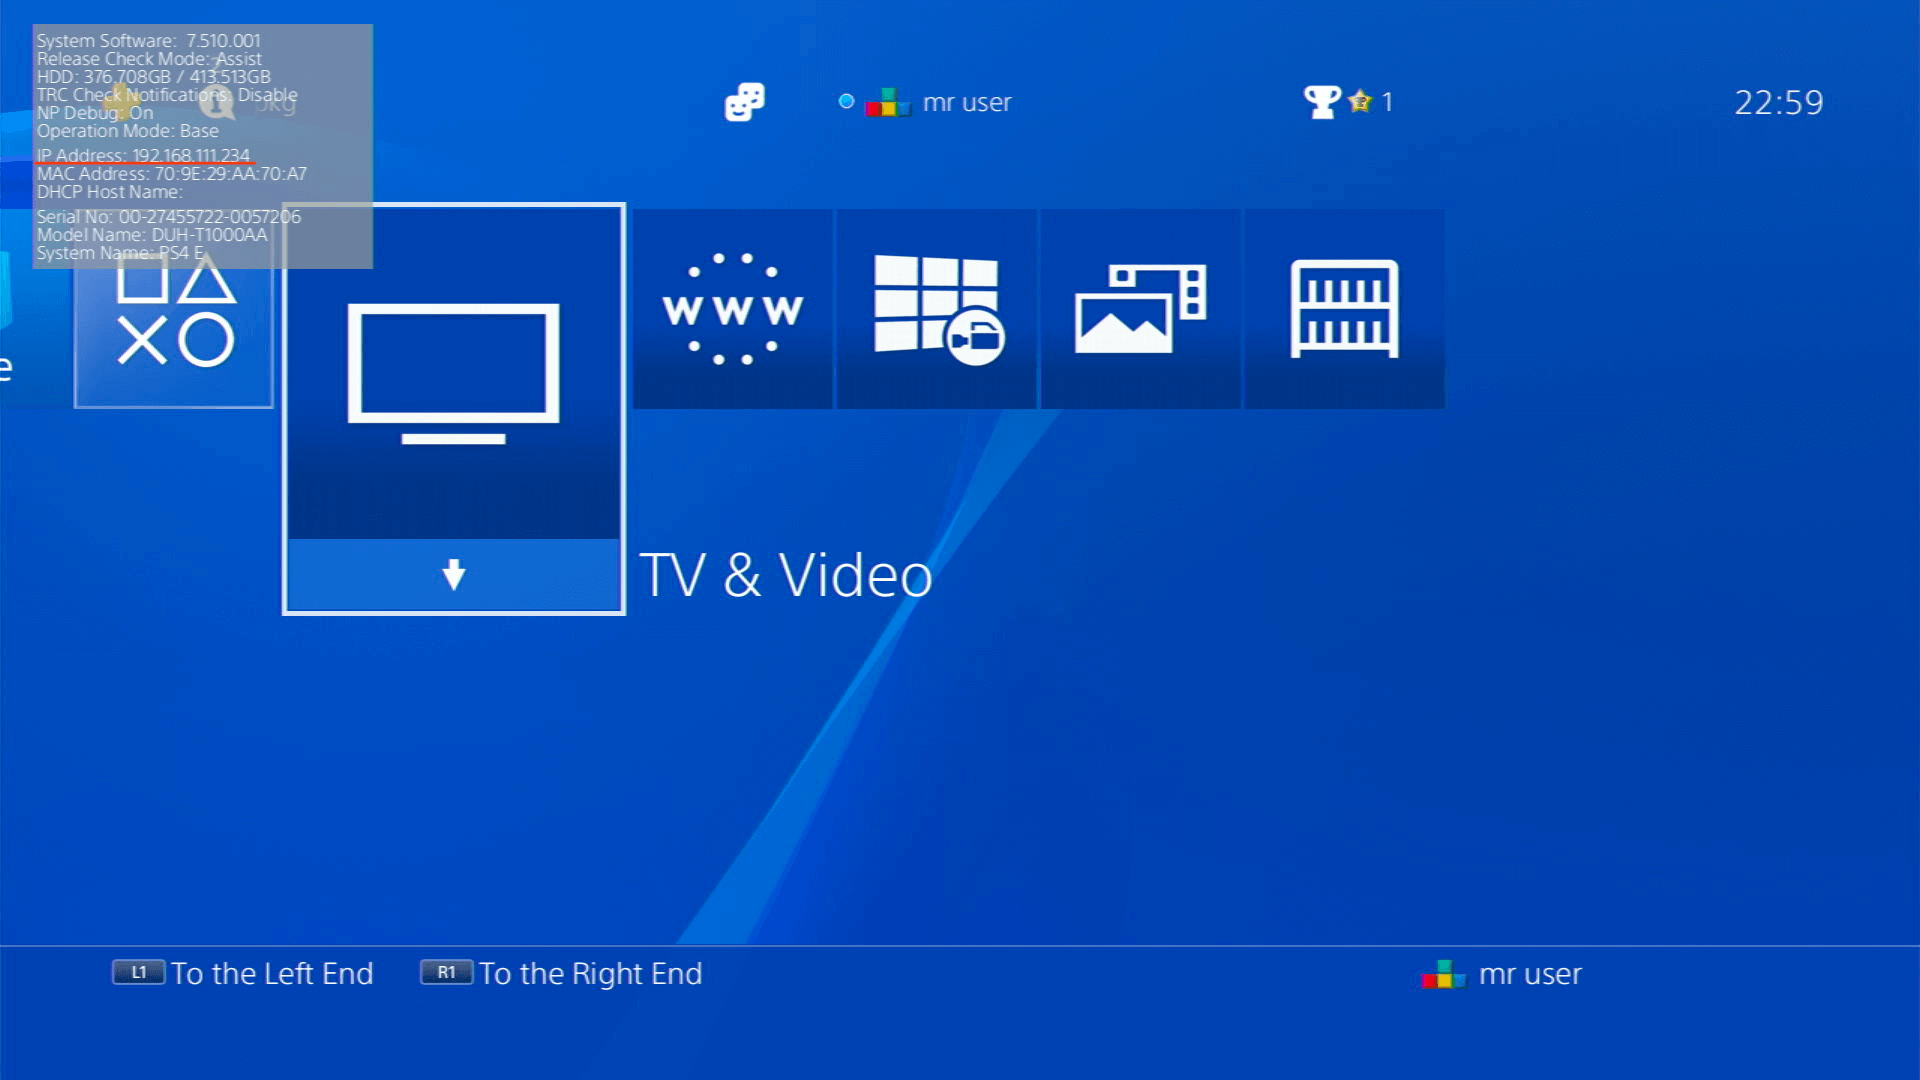 System Software:  7.510.001
Release Check Mode: Assist
HDD: 376.708GB / 413.513GB
TRC Check Notifications: Disable
NP Debug: On
Operation Mode: Base
IP Address: 192.168.111.234
MAC Address: 70:9E:29:AA:70:A7
DHCP Host Name:
Serial No: 00-27455722-0057206
Model Name: DUH-T1000AA
System Name: PS4 E
2
pkg
mr user
1
22:59
e
WWW
TV & Video
L1 To the Left End
R1 To the Right End
mr user